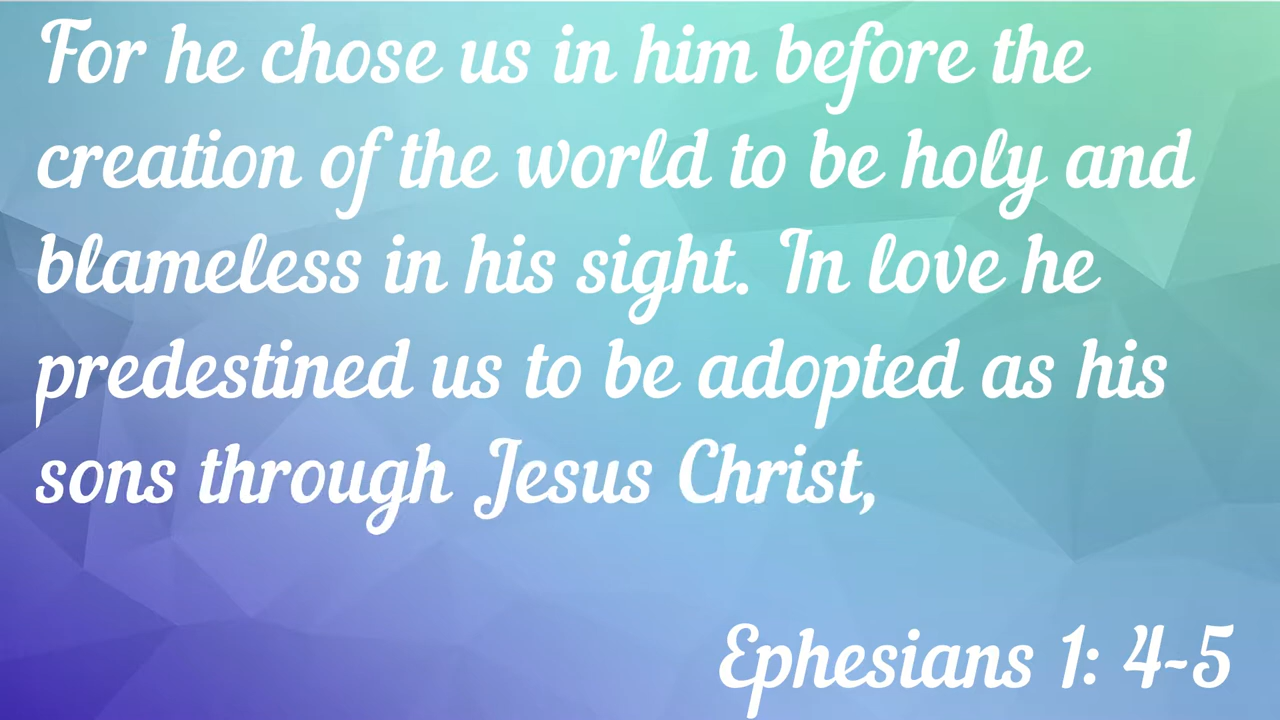 For he chose us in him before the
creation of the world to be holy and
blameless in his sight. In love he
predestined us to be adopted as his
sons through Jesus Christ,
Ephesians 1: 4-5